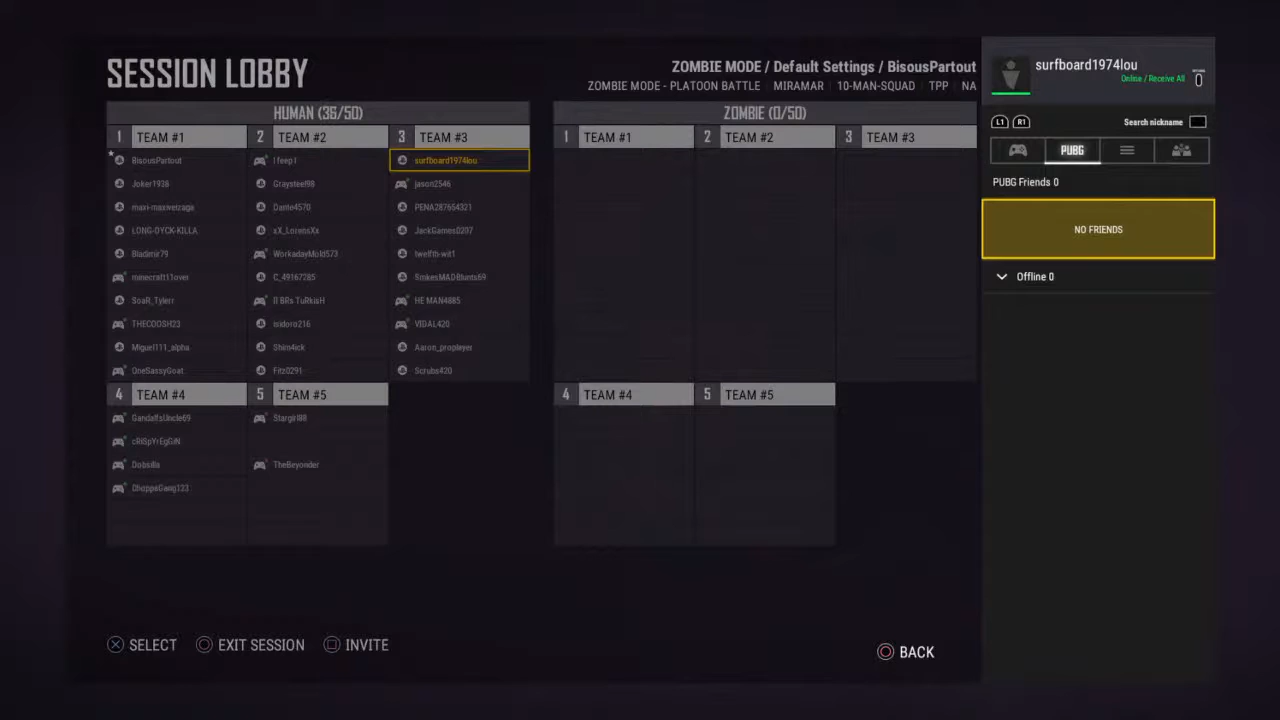 SESSION LOBBY
ZOMBIE MODE / Default Settings / BisousPartout
ZOMBIE MODE - PLATOON BATTLE | MIRAMAR | 10-MAN-SQUAD | TPP | NA
HUMAN (36/50)
1 TEAM #1
BisousPartout
Joker1938
maxi-maxiveizaga
LONG-DYCK-KILLA
Bladimir79
minecraft11over
SoaR_Tylerr
THECOOSH23
Miguel111_alpha
OneSassyGoat
2 TEAM #2
I feep I
Graysteel98
Dante4570
xX_LorensXx
WorkadayMold573
C_49167285
II BRs TuRkisH
isidoro216
Shim4ick
Fitz0291
3 TEAM #3
surfboard1974lou
jason2546
PENA287654321
JackGames0207
twelfth-wit1
SmkesMADBlunts69
HE MAN4885
VIDAL420
Aaron_proplayer
Scrubs420
4 TEAM #4
GandalfsUncle69
cRiSpYrEgGiN
Dobsilla
ChoppaGang333
5 TEAM #5
Stargirl88
TheBeyonder
ZOMBIE (0/50)
1 TEAM #1
2 TEAM #2
3 TEAM #3
4 TEAM #4
5 TEAM #5
SELECT
EXIT SESSION
INVITE
BACK
surfboard1974lou
Online / Receive All
L1 R1
Search nickname
PUBG
PUBG Friends 0
NO FRIENDS
Offline 0